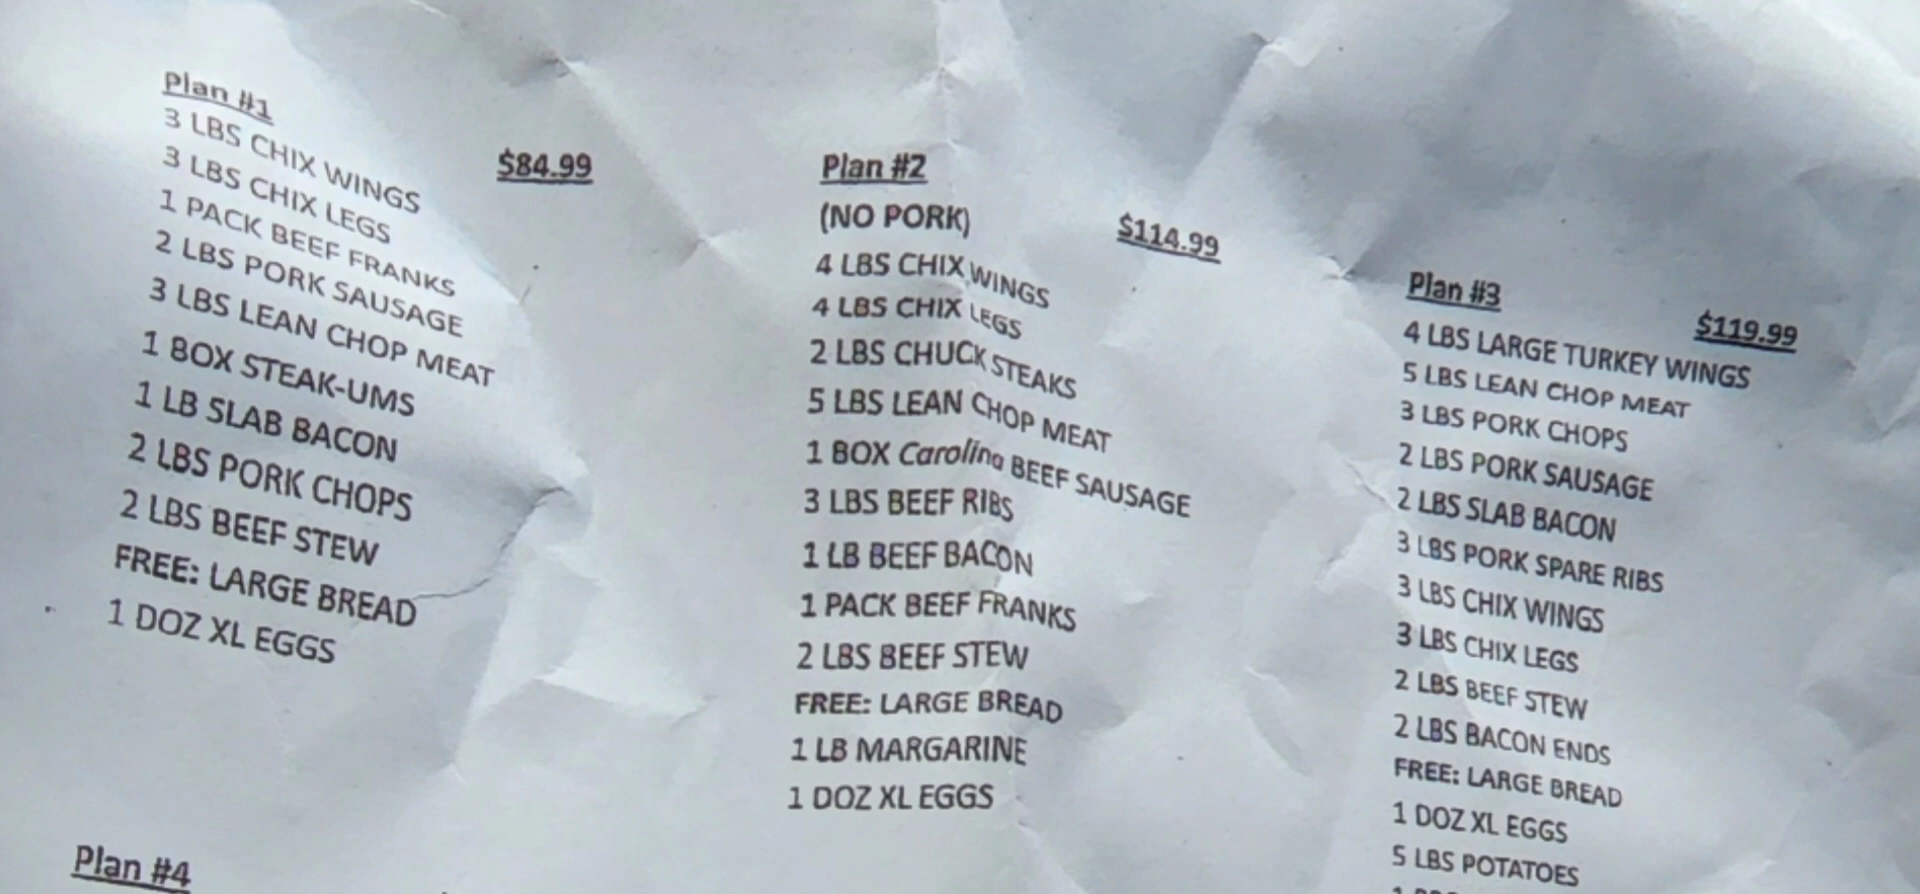 Plan #1
$84.99
3 LBS CHIX WINGS
3 LBS CHIX LEGS
1 PACK BEEF FRANKS
2 LBS PORK SAUSAGE
3 LBS LEAN CHOP MEAT
1 BOX STEAK-UMS
1 LB SLAB BACON
2 LBS PORK CHOPS
2 LBS BEEF STEW
FREE: LARGE BREAD
1 DOZ XL EGGS
Plan #2
(NO PORK)
$114.99
4 LBS CHIX WINGS
4 LBS CHIX LEGS
2 LBS CHUCK STEAKS
5 LBS LEAN CHOP MEAT
1 BOX Carolina BEEF SAUSAGE
3 LBS BEEF RIBS
1 LB BEEF BACON
1 PACK BEEF FRANKS
2 LBS BEEF STEW
FREE: LARGE BREAD
1 LB MARGARINE
1 DOZ XL EGGS
Plan #3
$119.99
4 LBS LARGE TURKEY WINGS
5 LBS LEAN CHOP MEAT
3 LBS PORK CHOPS
2 LBS PORK SAUSAGE
2 LBS SLAB BACON
3 LBS PORK SPARE RIBS
3 LBS CHIX WINGS
3 LBS CHIX LEGS
2 LBS BEEF STEW
2 LBS BACON ENDS
FREE: LARGE BREAD
1 DOZ XL EGGS
5 LBS POTATOES
Plan #4